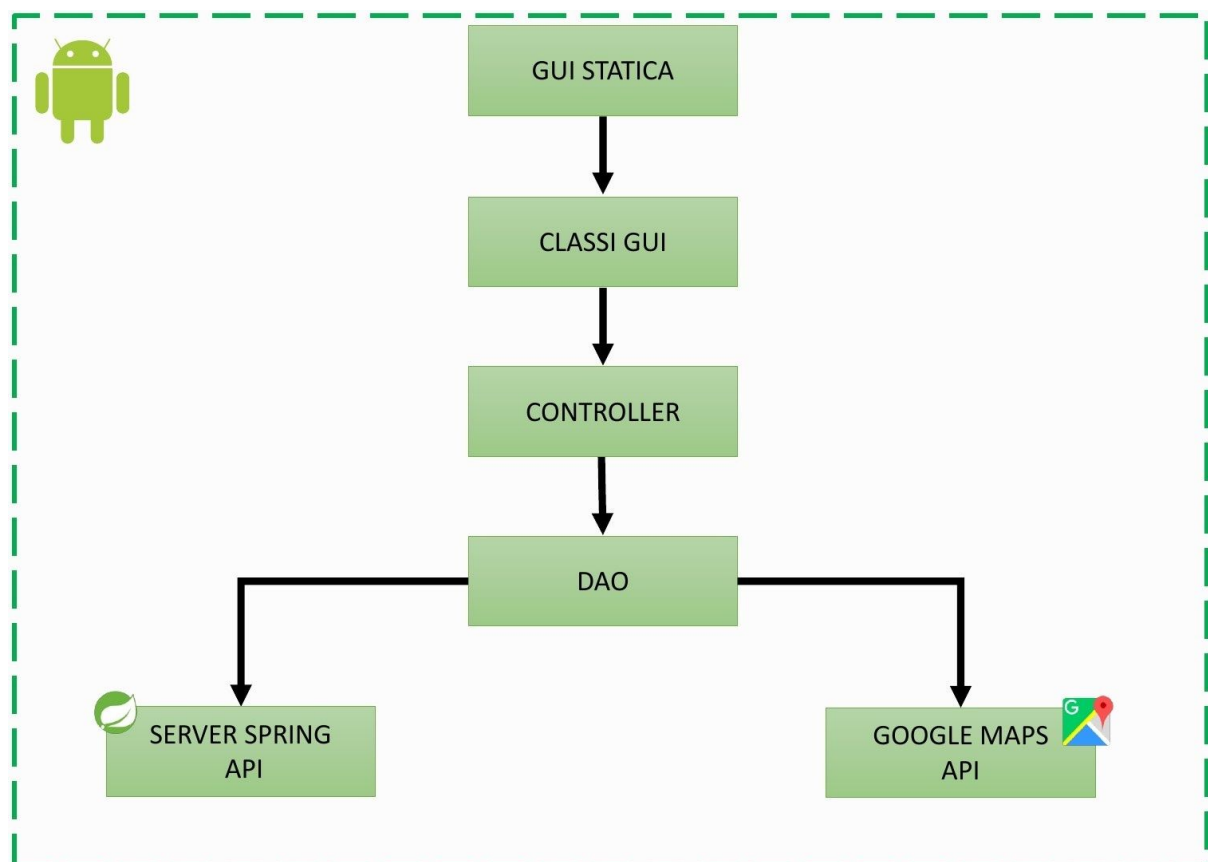 GUI STATICA
CLASSI GUI
CONTROLLER
DAO
SERVER SPRING
API
GOOGLE MAPS
API
G